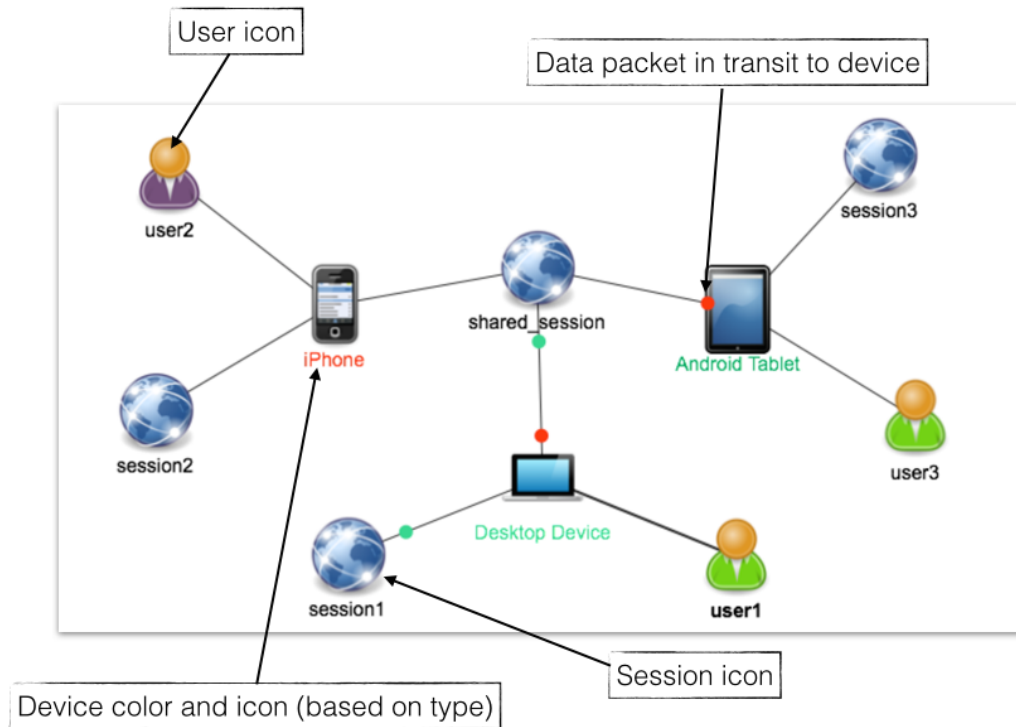 User icon
Data packet in transit to device
user2
session3
shared_session
iPhone
Android Tablet
session2
user3
Desktop Device
session1
user1
Session icon
Device color and icon (based on type)